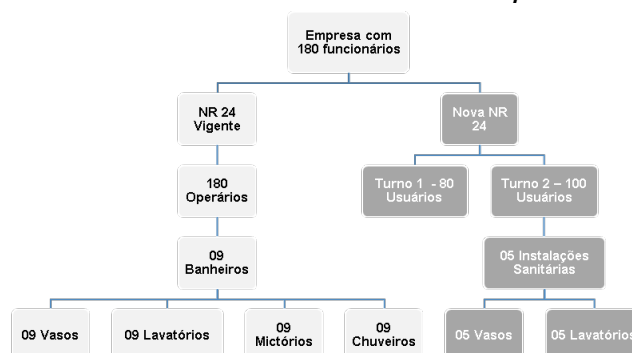 Empresa com
180 funcionários
NR 24
Vigente
Nova NR
24
180
Operários
Turno 1 - 80
Usuários
Turno 2 – 100
Usuários
09
Banheiros
05 Instalações
Sanitárias
09 Vasos
09 Lavatórios
09
Mictórios
09
Chuveiros
05 Vasos
05 Lavatórios